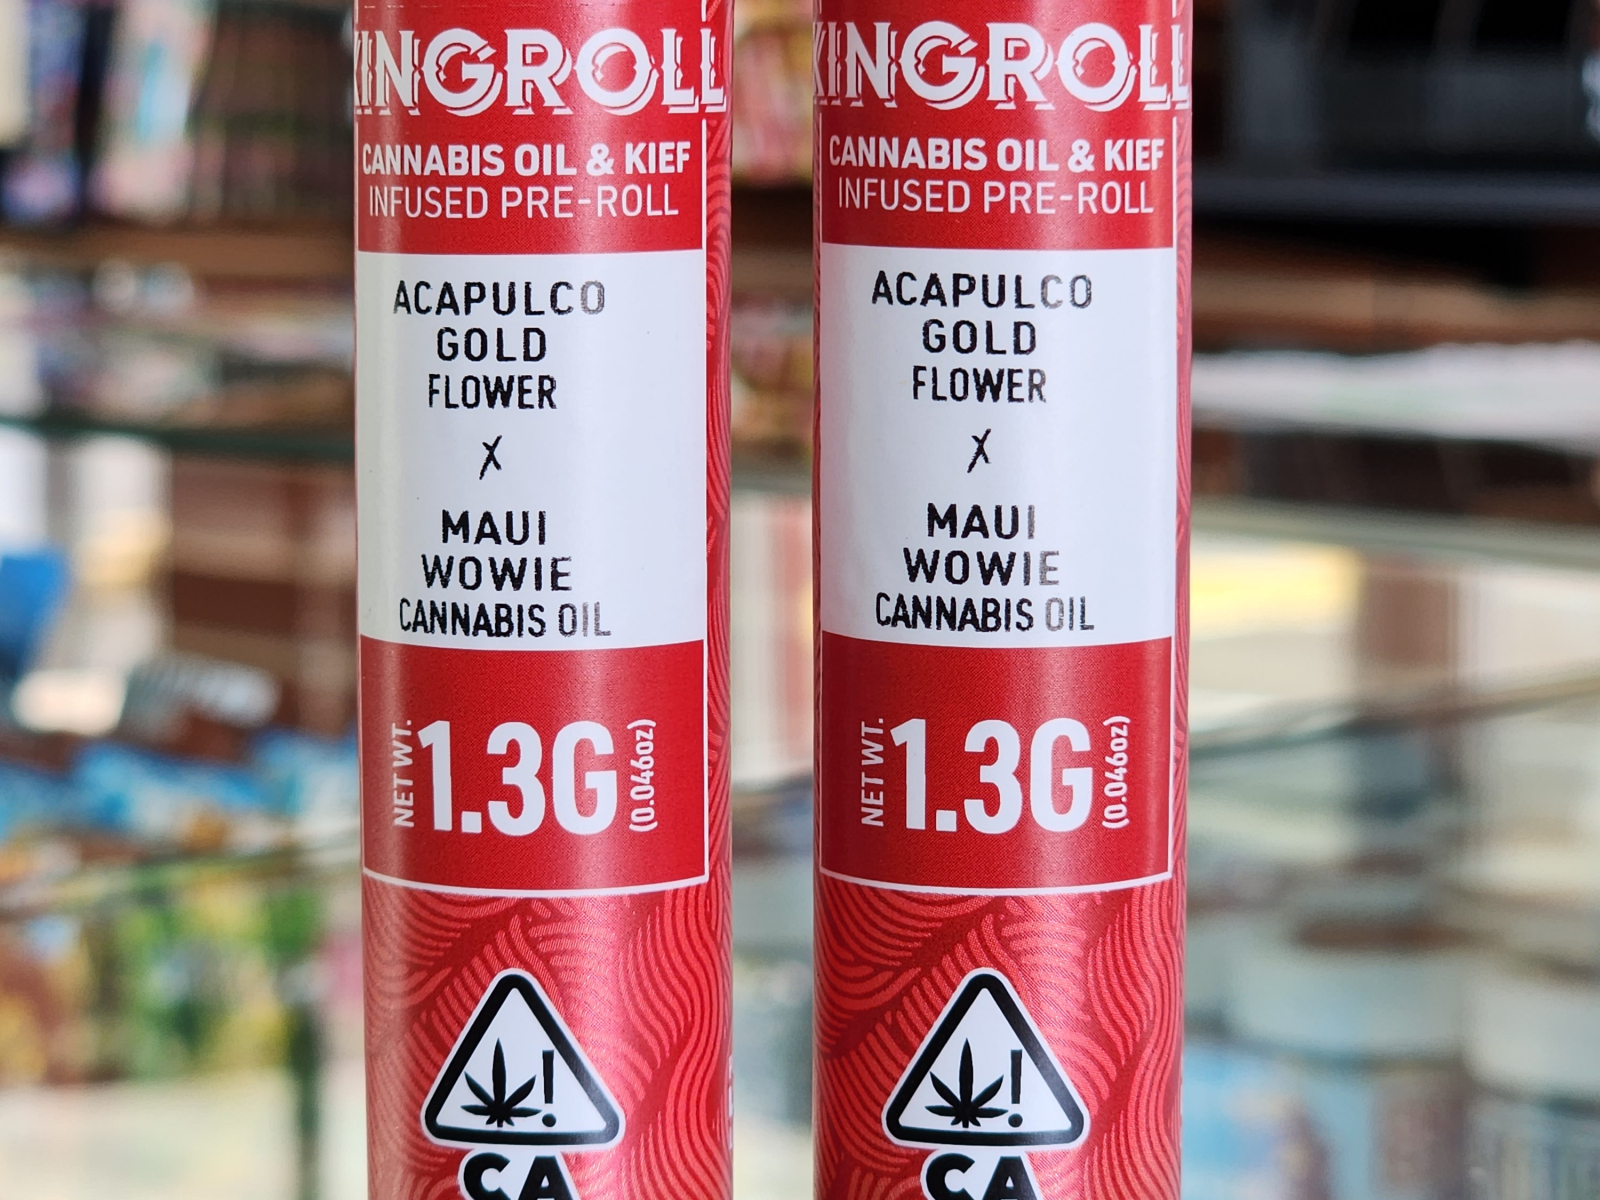 KINGROLL
CANNABIS OIL & KIEF
INFUSED PRE-ROLL
ACAPULCO
GOLD
FLOWER
X
MAUI
WOWIE
CANNABIS OIL
NET WT. 1.3G (0.046oz)
!
CA
KINGROLL
CANNABIS OIL & KIEF
INFUSED PRE-ROLL
ACAPULCO
GOLD
FLOWER
X
MAUI
WOWIE
CANNABIS OIL
NET WT. 1.3G (0.046oz)
!
CA